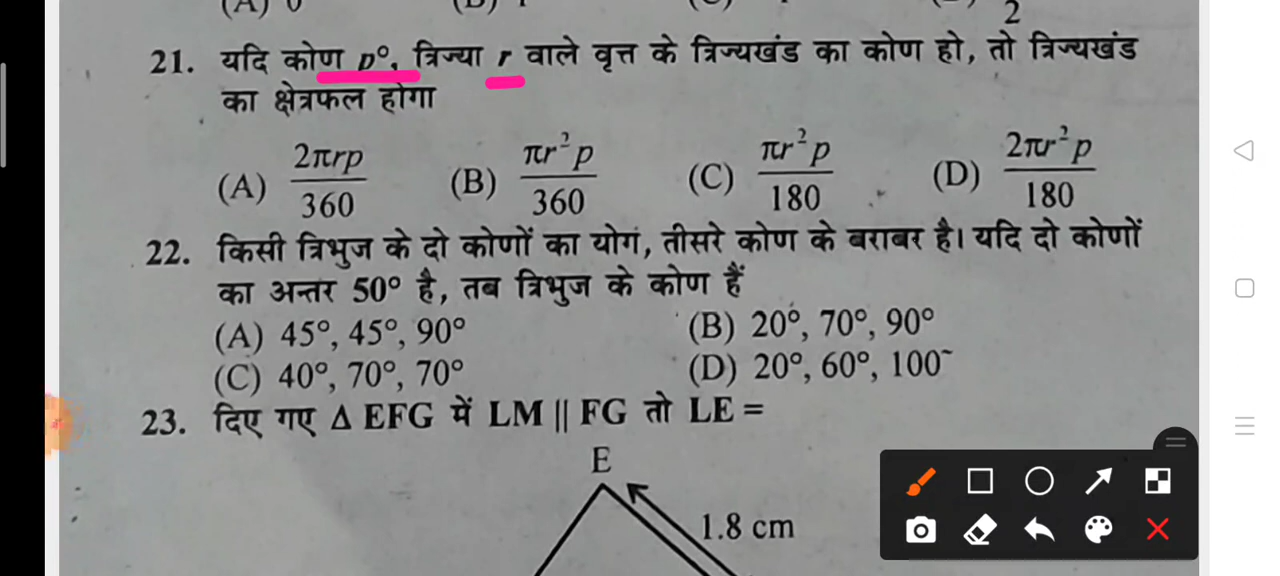 (A) 0 (B) (C) 2
21. यदि कोण p°, त्रिज्या r वाले वृत्त के त्रिज्यखंड का कोण हो, तो त्रिज्यखंड
का क्षेत्रफल होगा
(A) 2πrp/360 (B) πr²p/360 (C) πr²p/180 (D) 2πr²p/180
22. किसी त्रिभुज के दो कोणों का योग, तीसरे कोण के बराबर है। यदि दो कोणों
का अन्तर 50° है, तब त्रिभुज के कोण हैं
(A) 45°, 45°, 90° (B) 20°, 70°, 90°
(C) 40°, 70°, 70° (D) 20°, 60°, 100~
23. दिए गए Δ EFG में LM || FG तो LE =
E
1.8 cm